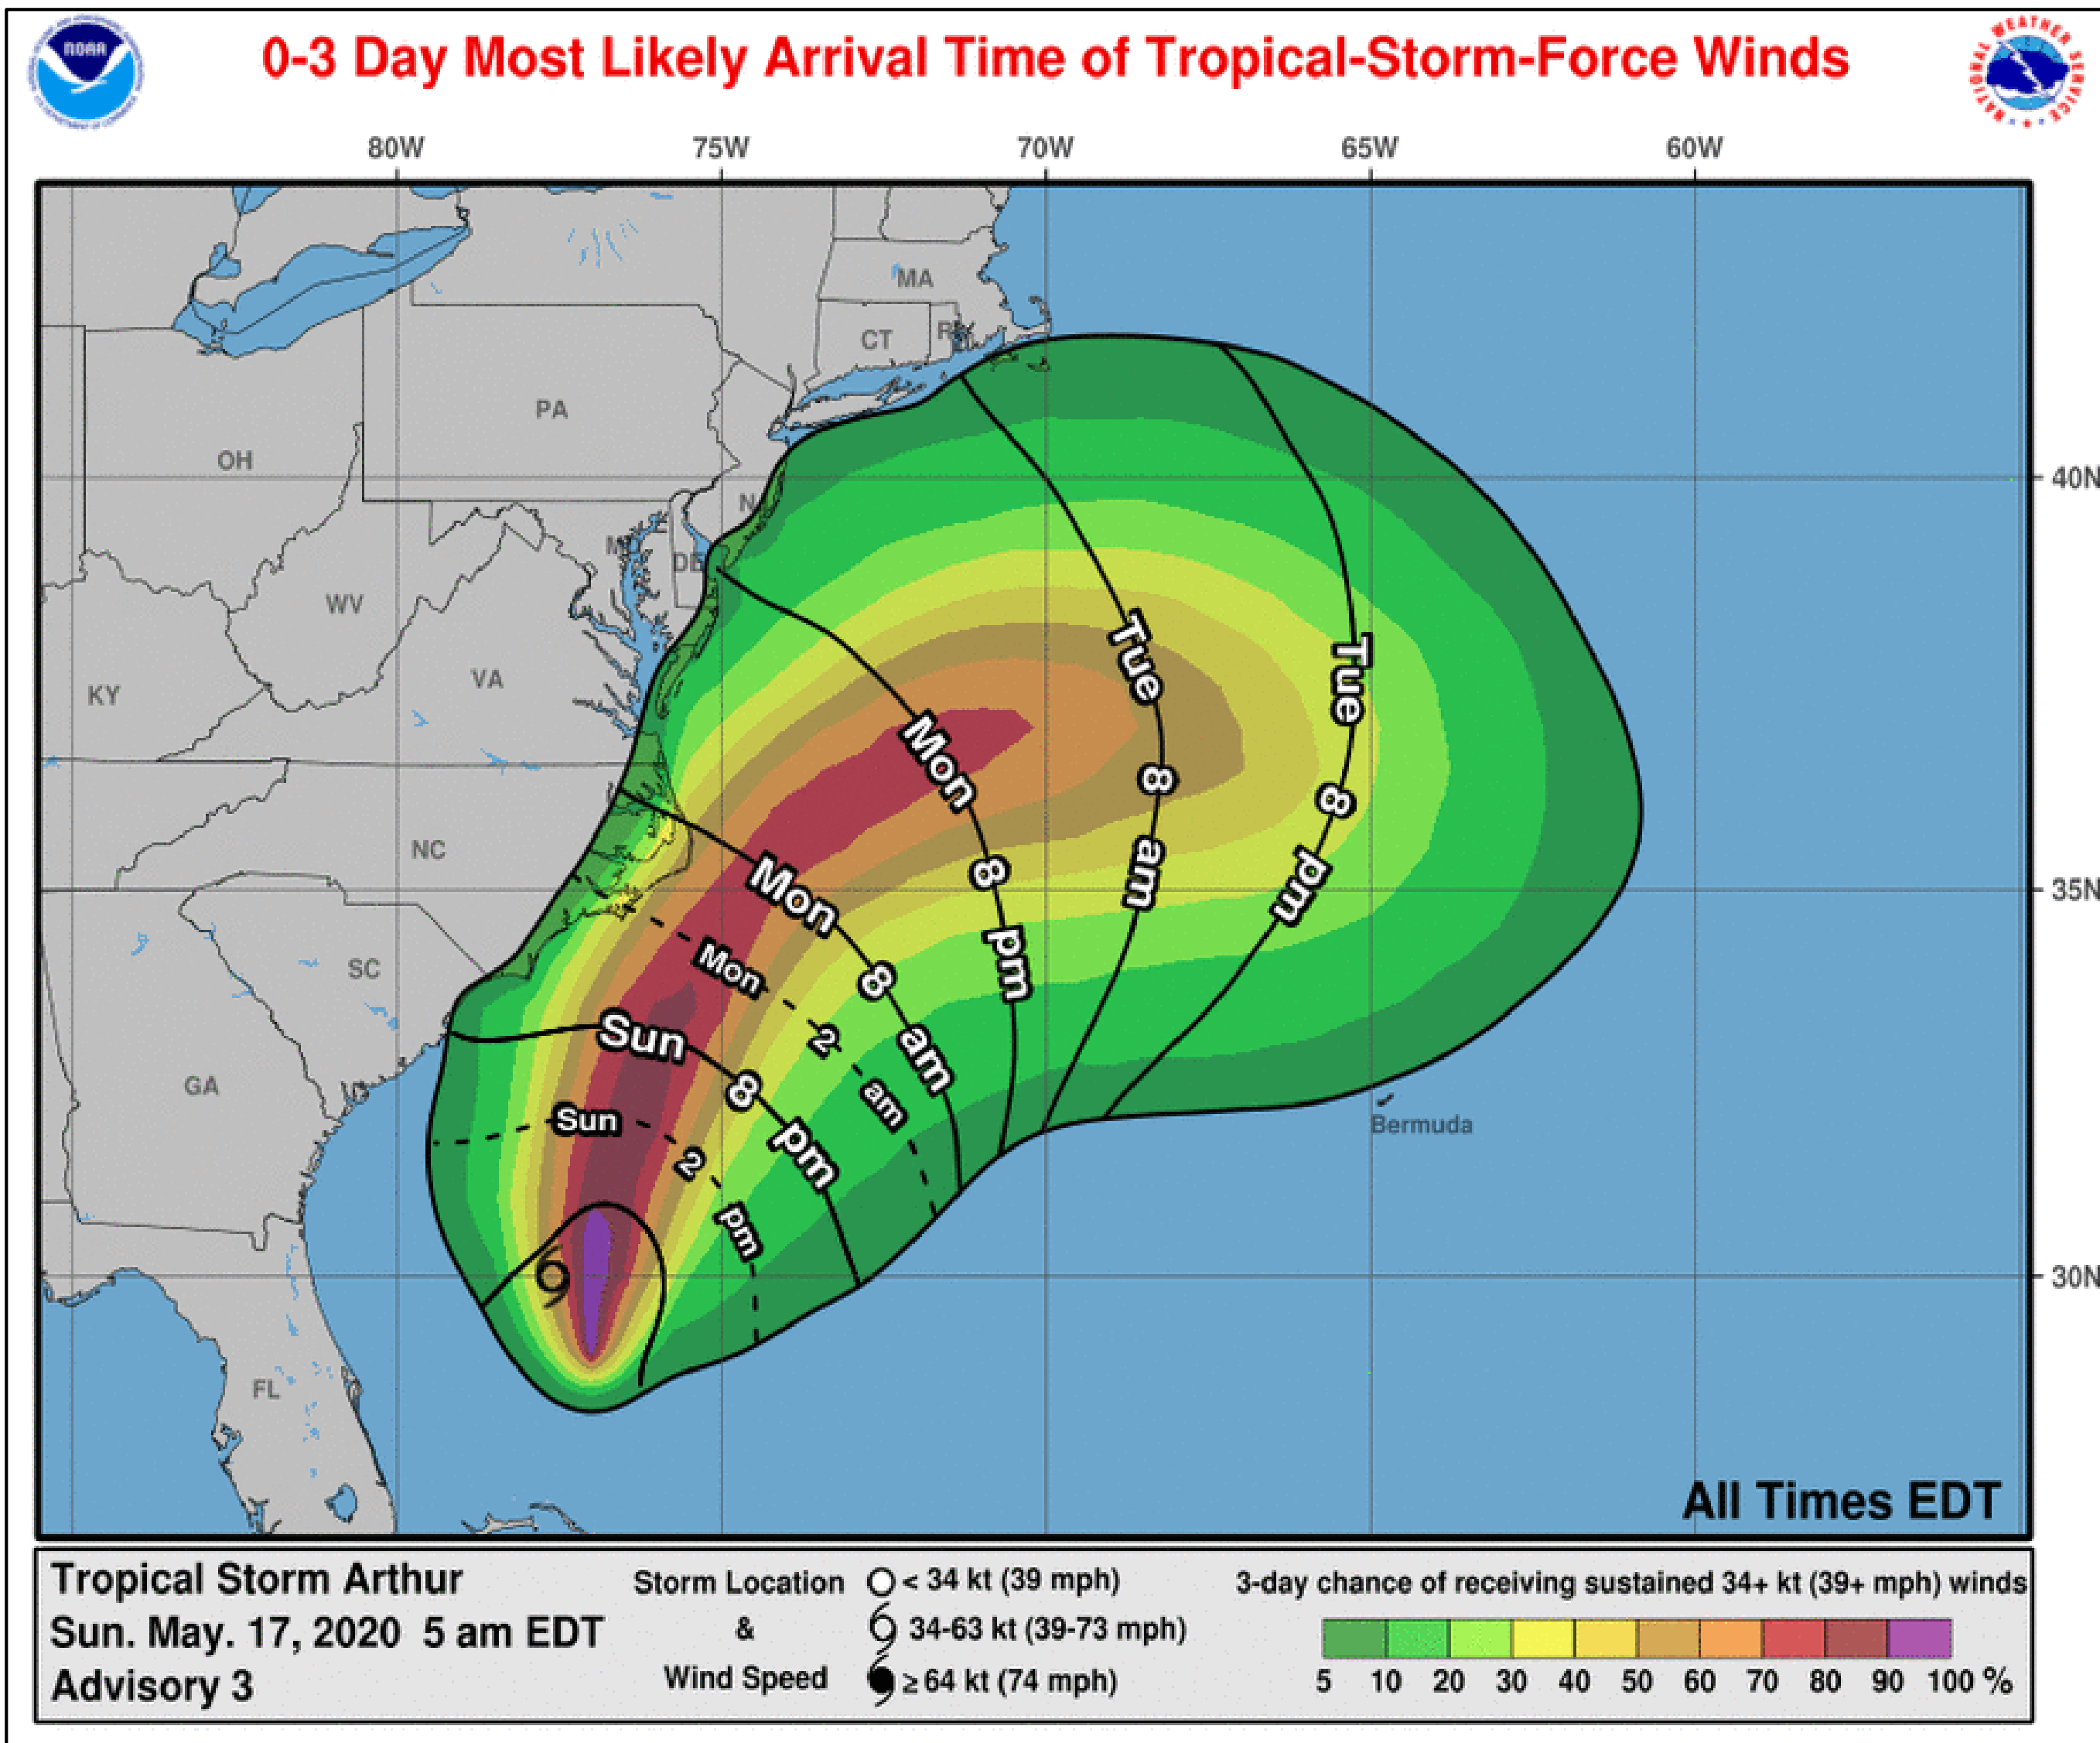 NOAA
0-3 Day Most Likely Arrival Time of Tropical-Storm-Force Winds
NATIONAL WEATHER SERVICE
80W 75W 70W 65W 60W
MA
CT
PA
OH
40N
DE
WV
VA
KY
NC
35N
SC
GA
Bermuda
30N
FL
Tue 8 am
Tue 8 pm
Mon 8 pm
Mon 8 am
Mon 2 am
Sun 8 pm
Sun 2 pm
All Times EDT
Tropical Storm Arthur
Sun. May. 17, 2020 5 am EDT
Advisory 3
Storm Location
&
Wind Speed
< 34 kt (39 mph)
34-63 kt (39-73 mph)
≥ 64 kt (74 mph)
3-day chance of receiving sustained 34+ kt (39+ mph) winds
5 10 20 30 40 50 60 70 80 90 100 %